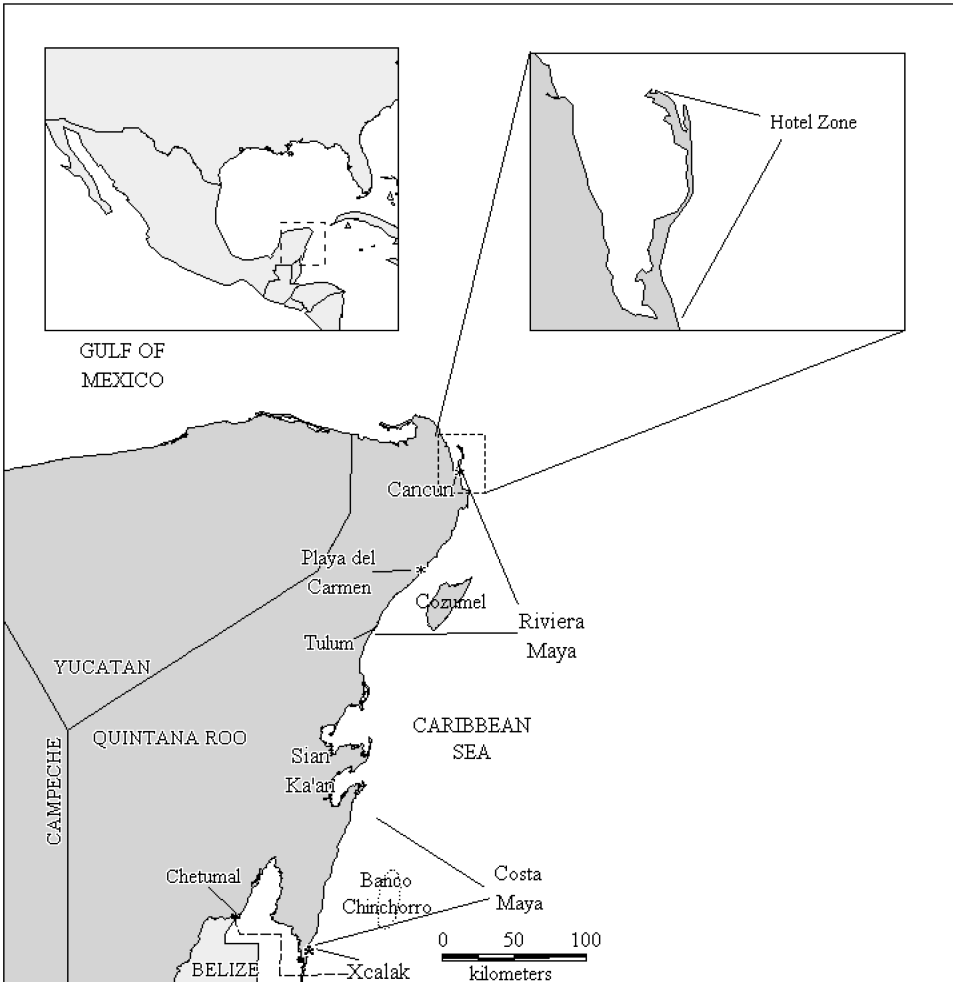 Hotel Zone
GULF OF
MEXICO
Cancun
Playa del
Carmen
Cozumel
Tulum
Riviera
Maya
YUCATAN
QUINTANA ROO
CARIBBEAN
SEA
Sian
Ka'an
CAMPECHE
Chetumal
Banco
Chinchorro
Costa
Maya
0 50 100
kilometers
BELIZE
Xcalak